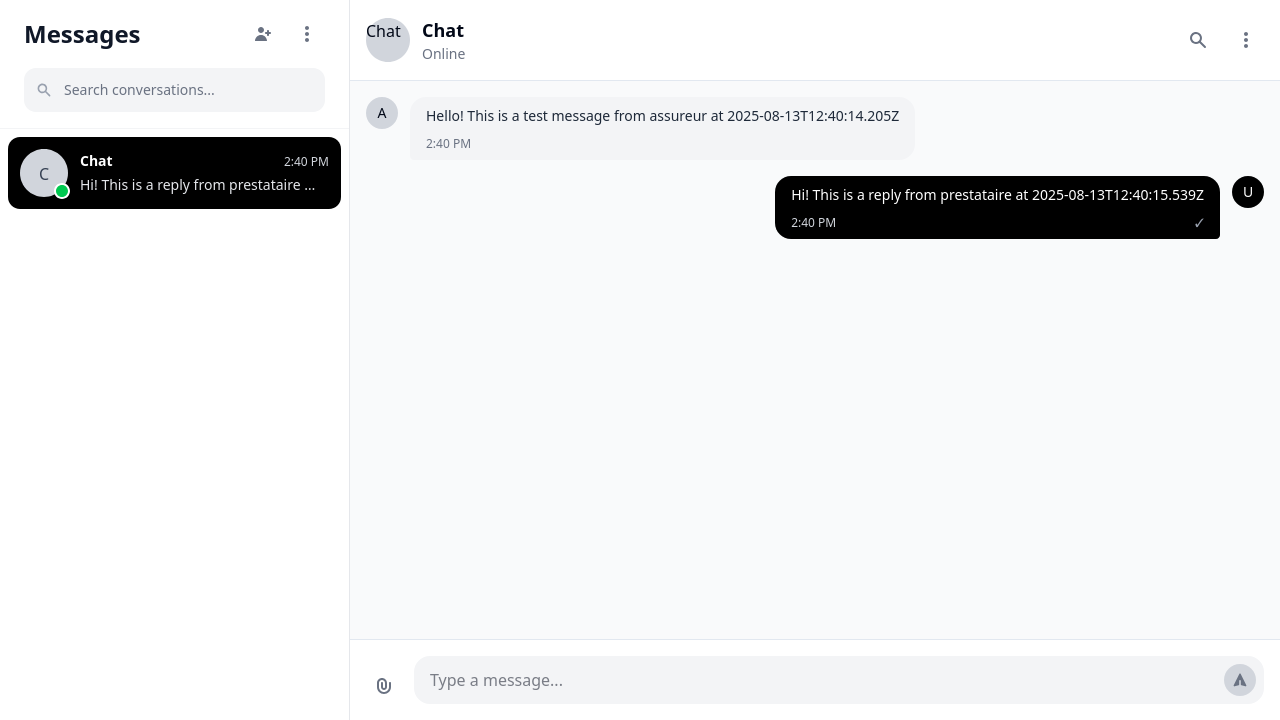 Messages
Search conversations...
C
Chat
2:40 PM
Hi! This is a reply from prestataire ...
Chat
Chat
Online
A
Hello! This is a test message from assureur at 2025-08-13T12:40:14.205Z
2:40 PM
Hi! This is a reply from prestataire at 2025-08-13T12:40:15.539Z
2:40 PM ✓
U
Type a message...